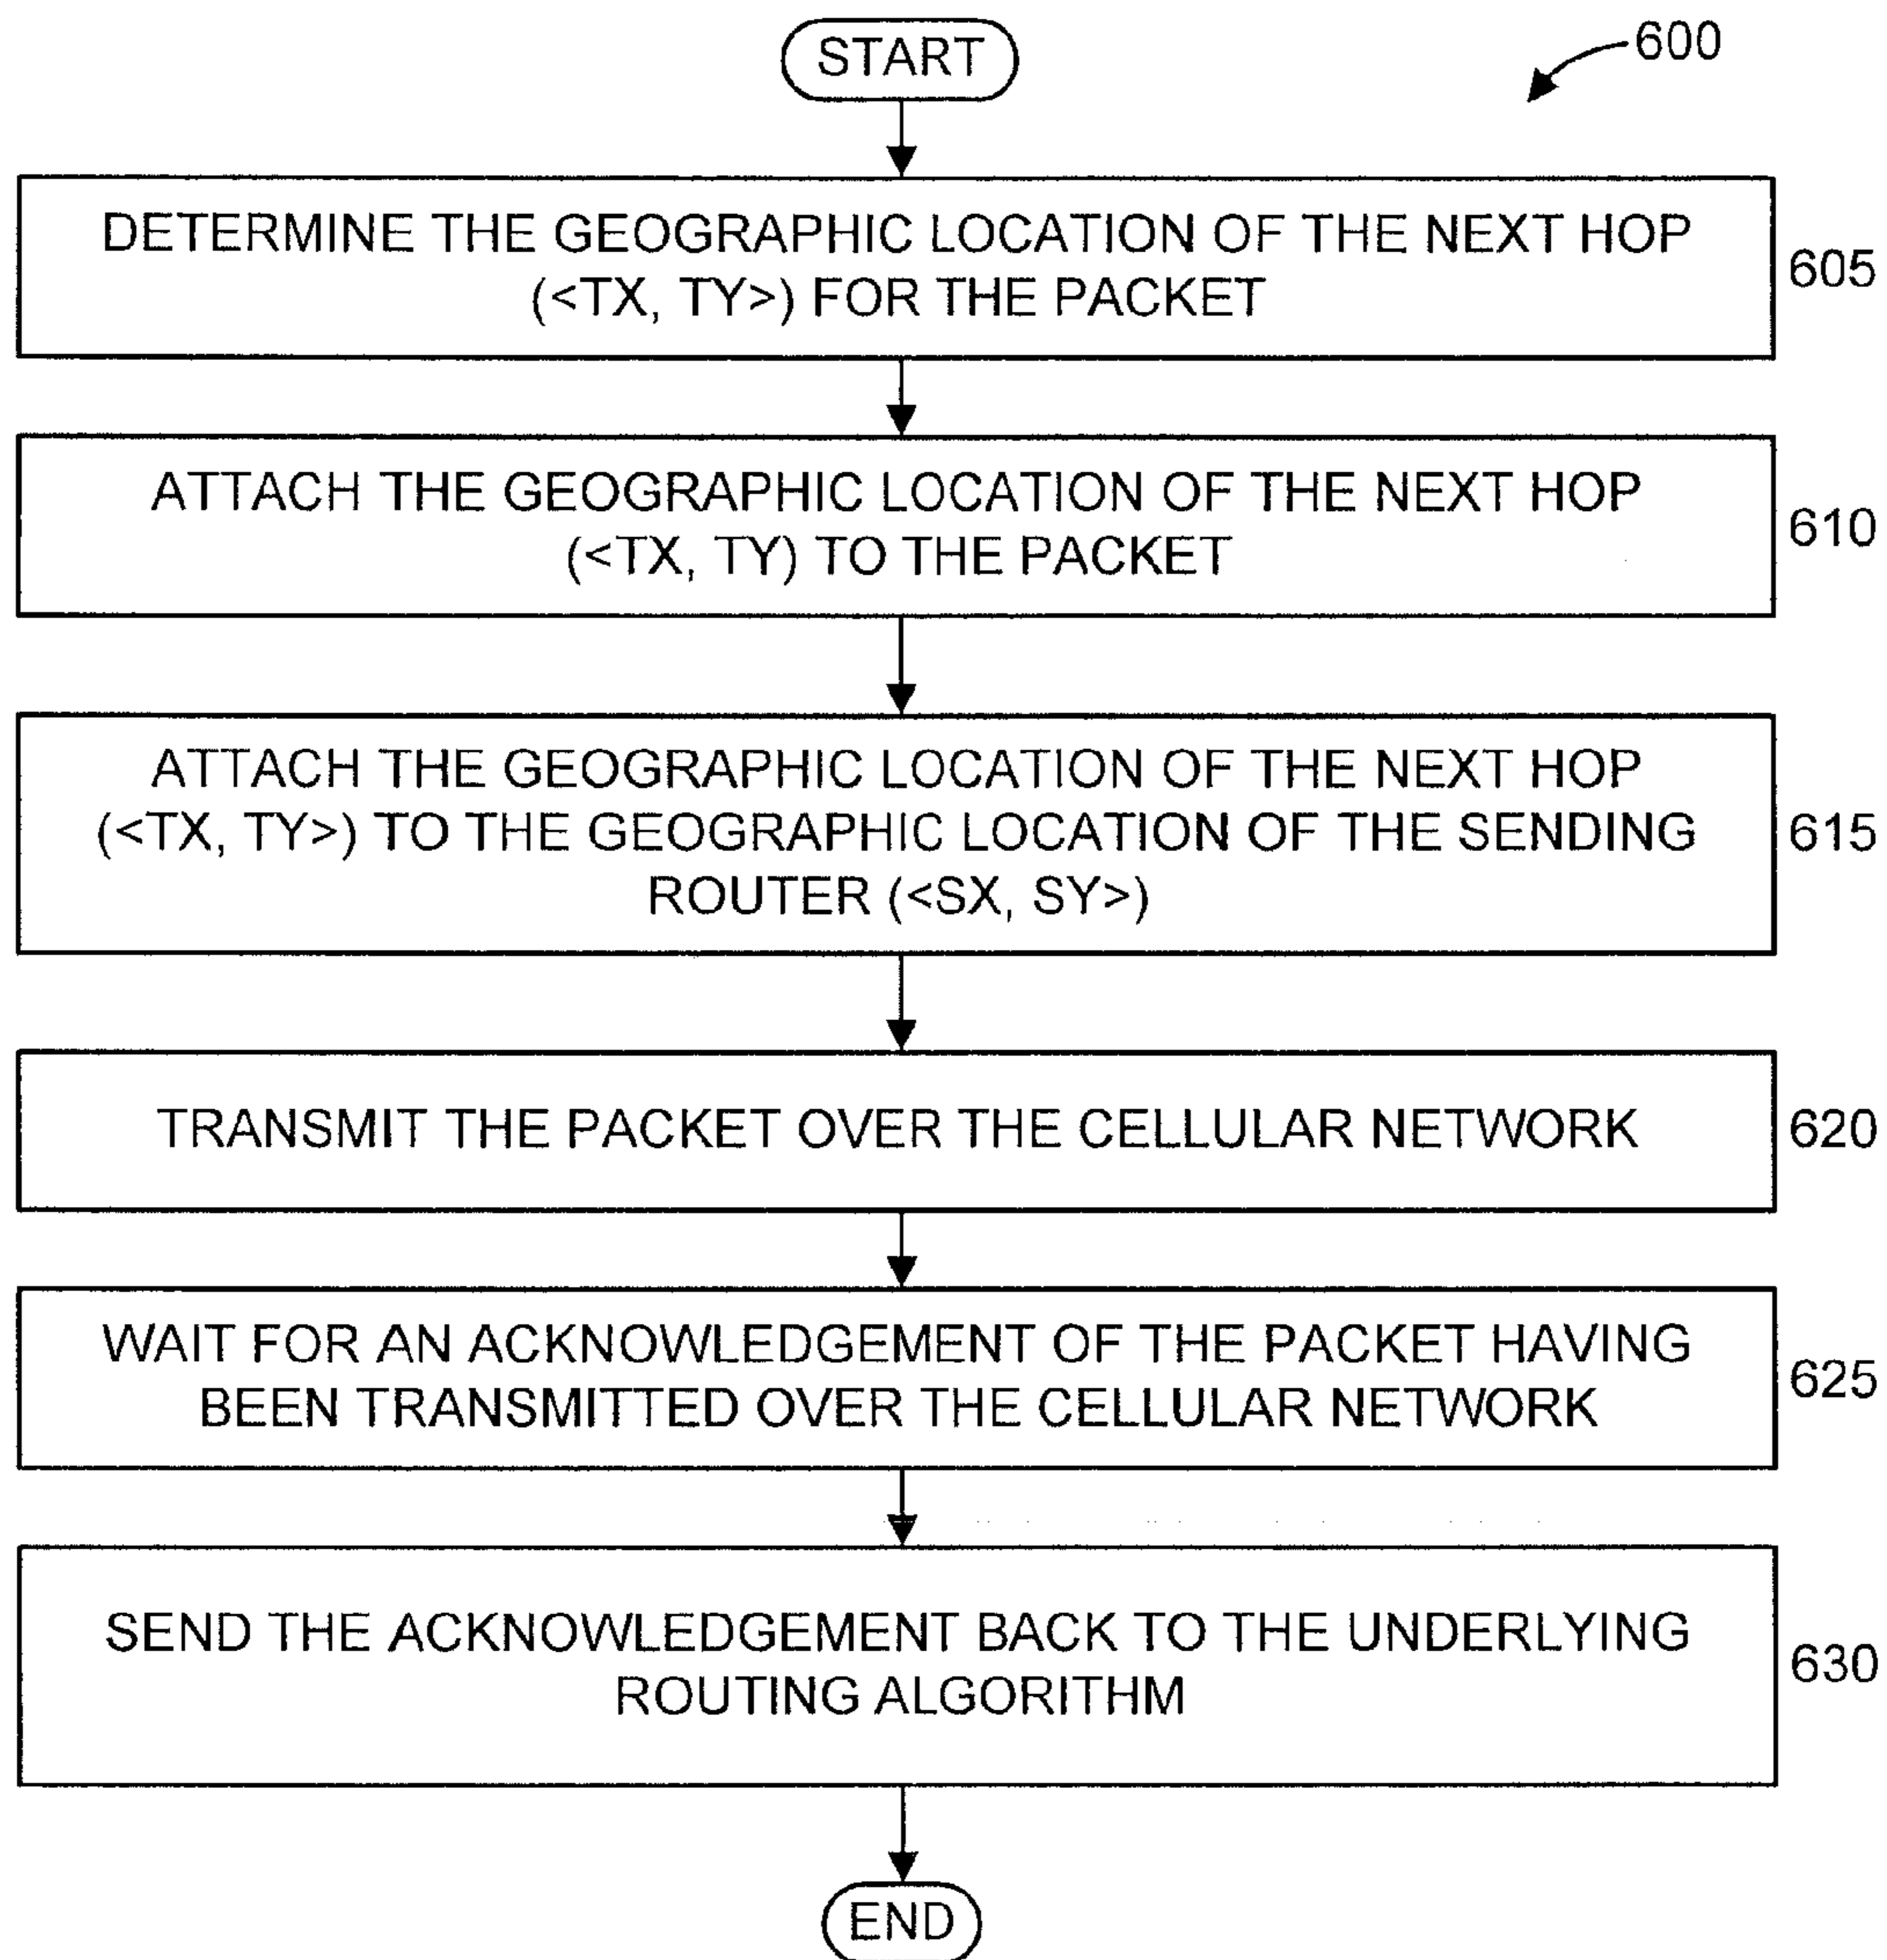 START
600
DETERMINE THE GEOGRAPHIC LOCATION OF THE NEXT HOP
(<TX, TY>) FOR THE PACKET
605
ATTACH THE GEOGRAPHIC LOCATION OF THE NEXT HOP
(<TX, TY) TO THE PACKET
610
ATTACH THE GEOGRAPHIC LOCATION OF THE NEXT HOP
(<TX, TY>) TO THE GEOGRAPHIC LOCATION OF THE SENDING
ROUTER (<SX, SY>)
615
TRANSMIT THE PACKET OVER THE CELLULAR NETWORK
620
WAIT FOR AN ACKNOWLEDGEMENT OF THE PACKET HAVING
BEEN TRANSMITTED OVER THE CELLULAR NETWORK
625
SEND THE ACKNOWLEDGEMENT BACK TO THE UNDERLYING
ROUTING ALGORITHM
630
END